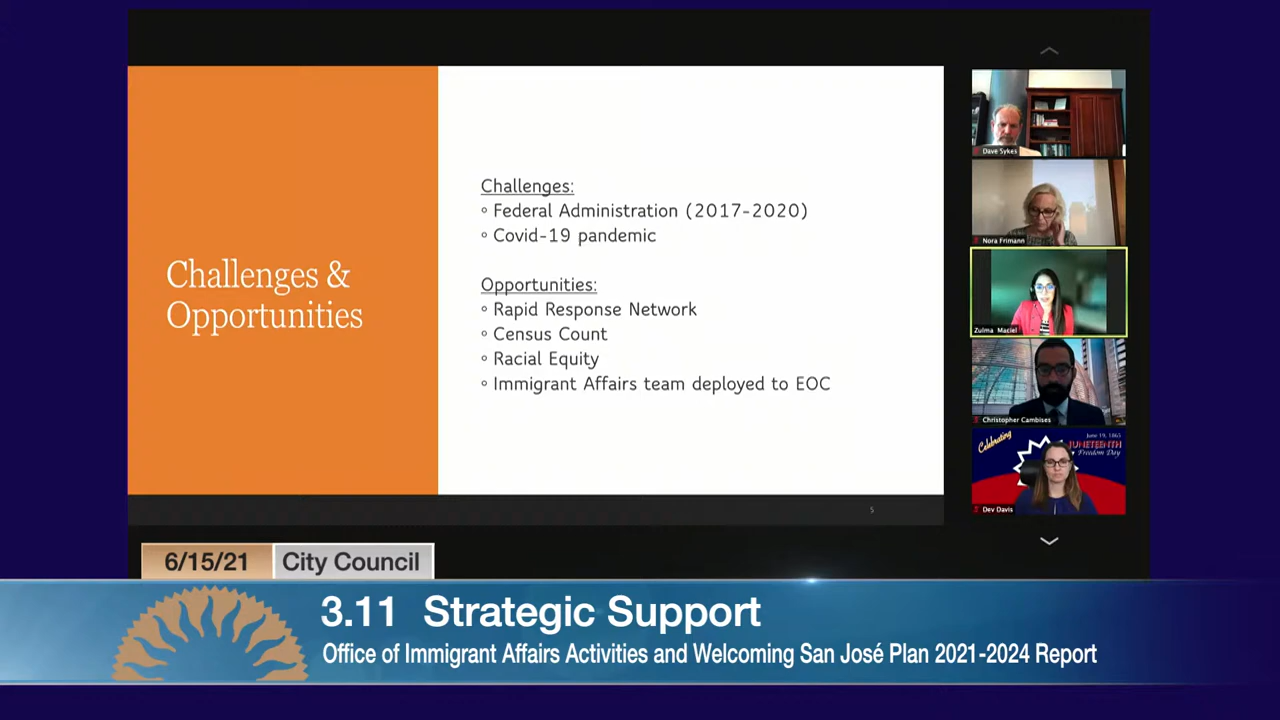 Challenges &
Opportunities
Challenges:
◦ Federal Administration (2017-2020)
◦ Covid-19 pandemic
Opportunities:
◦ Rapid Response Network
◦ Census Count
◦ Racial Equity
◦ Immigrant Affairs team deployed to EOC
5
Dave Sykes
Nora Frimann
Zulma Maciel
Christopher Cambises
Celebrating
June 19, 1865
JUNETEENTH
Freedom Day
Dev Davis
6/15/21
City Council
3.11 Strategic Support
Office of Immigrant Affairs Activities and Welcoming San José Plan 2021-2024 Report